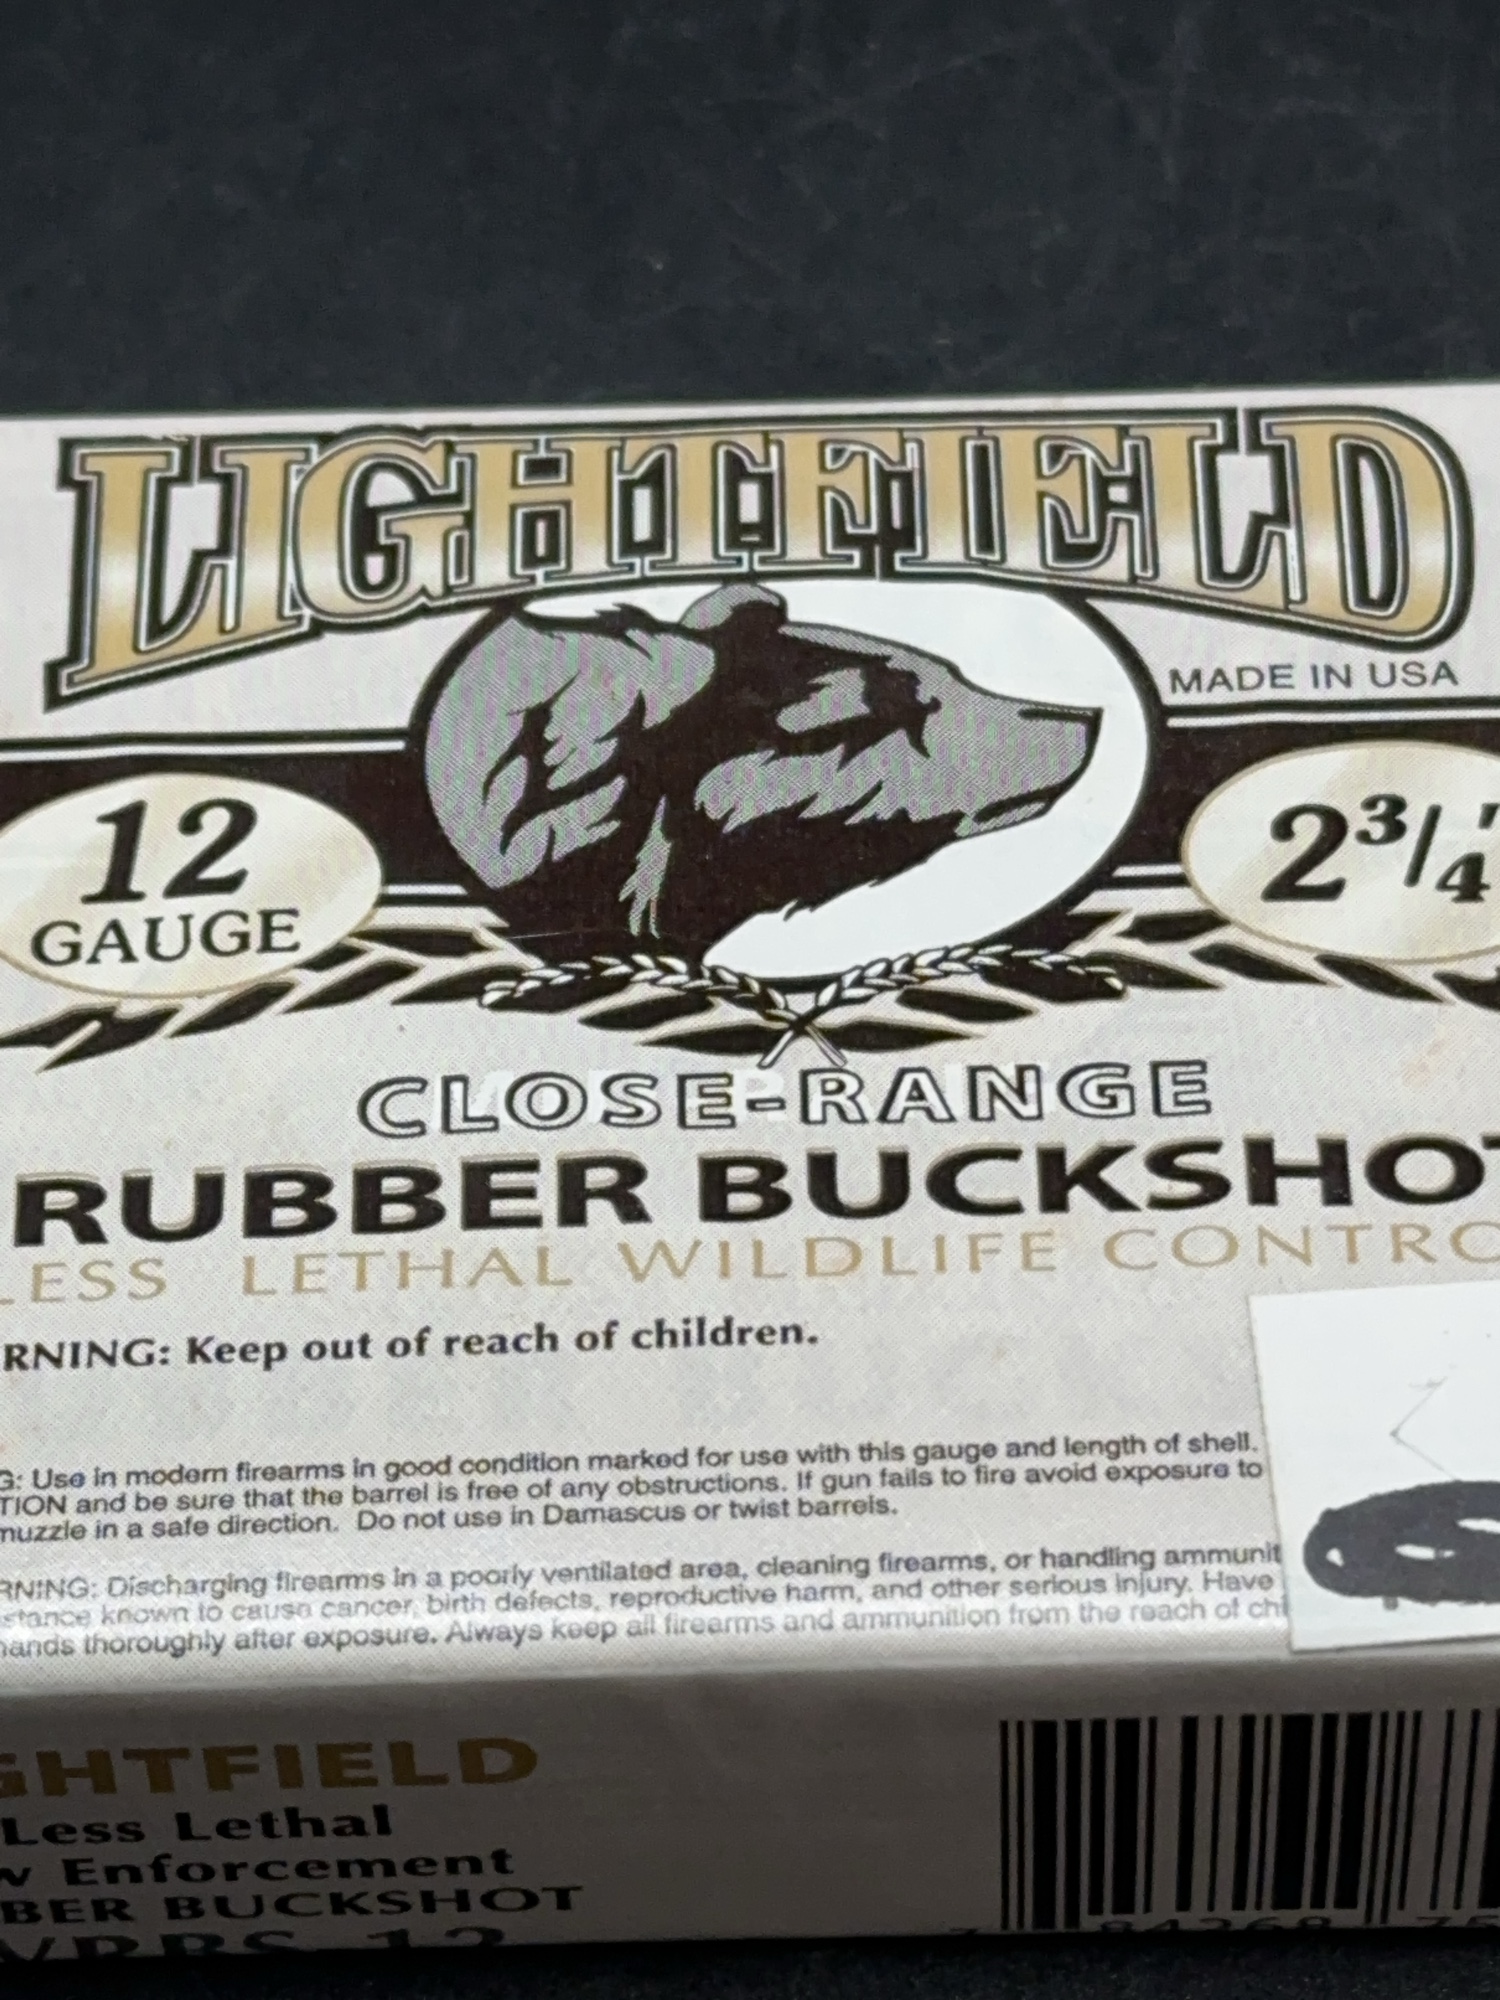 LIGHTFIELD
MADE IN USA
12
GAUGE
2 3/4"
CLOSE-RANGE
RUBBER BUCKSHOT
LESS LETHAL WILDLIFE CONTRO
RNING: Keep out of reach of children.
G: Use in modern firearms in good condition marked for use with this gauge and length of shell.
TION and be sure that the barrel is free of any obstructions. If gun fails to fire avoid exposure to
muzzle in a safe direction. Do not use in Damascus or twist barrels.
RNING: Discharging firearms in a poorly ventilated area, cleaning firearms, or handling ammunit
stance known to cause cancer, birth defects, reproductive harm, and other serious injury. Have
hands thoroughly after exposure. Always keep all firearms and ammunition from the reach of chi
GHTFIELD
Less Lethal
w Enforcement
BER BUCKSHOT